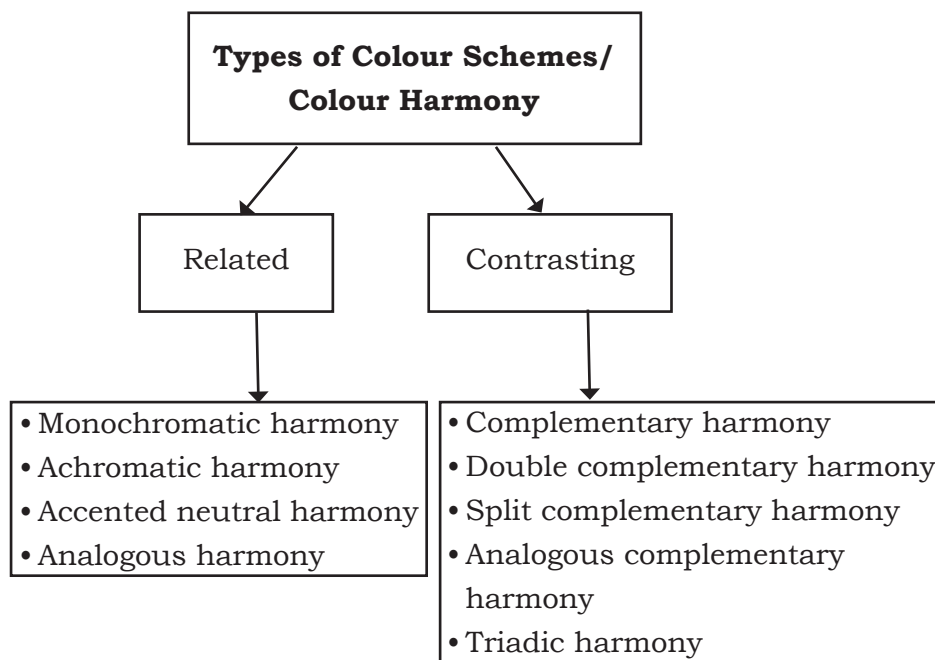 Types of Colour Schemes/
Colour Harmony
Related
Contrasting
• Monochromatic harmony
• Achromatic harmony
• Accented neutral harmony
• Analogous harmony
• Complementary harmony
• Double complementary harmony
• Split complementary harmony
• Analogous complementary
harmony
• Triadic harmony